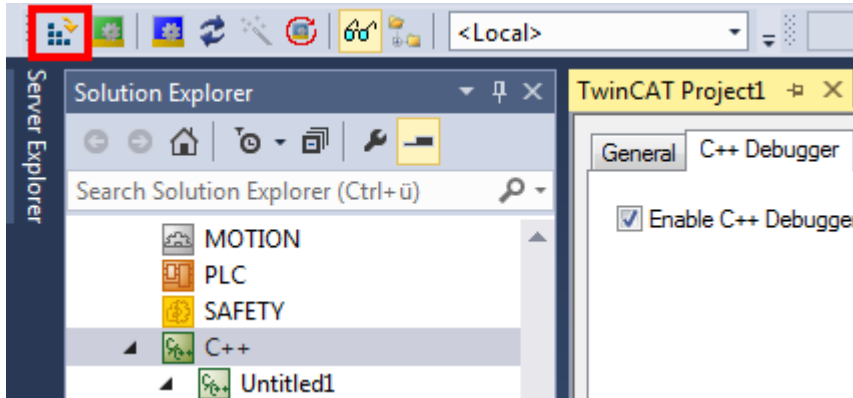 <Local>
Server Explorer
Solution Explorer
TwinCAT Project1
General
C++ Debugger
Search Solution Explorer (Ctrl+ü)
Enable C++ Debugger
MOTION
PLC
SAFETY
C++
Untitled1